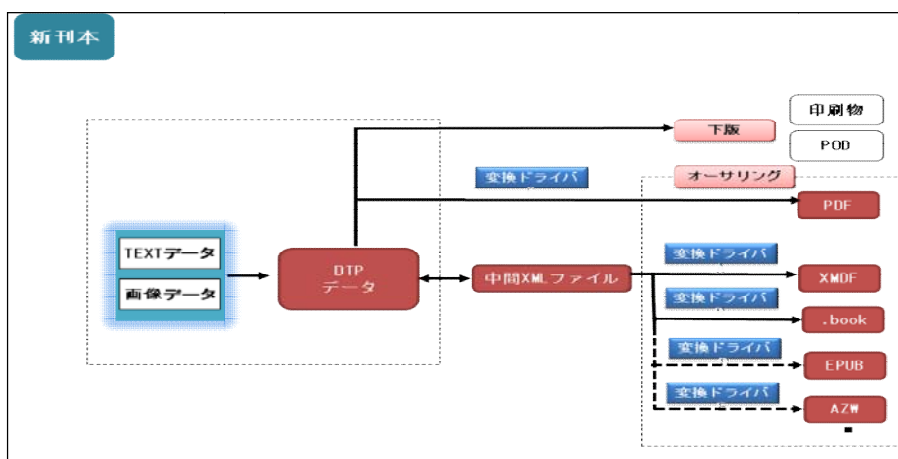 新刊本
印刷物
下版
POD
変換ドライバ
オーサリング
PDF
TEXTデータ
画像データ
DTP
データ
中間XMLファイル
変換ドライバ
XMDF
変換ドライバ
.book
変換ドライバ
EPUB
変換ドライバ
AZW